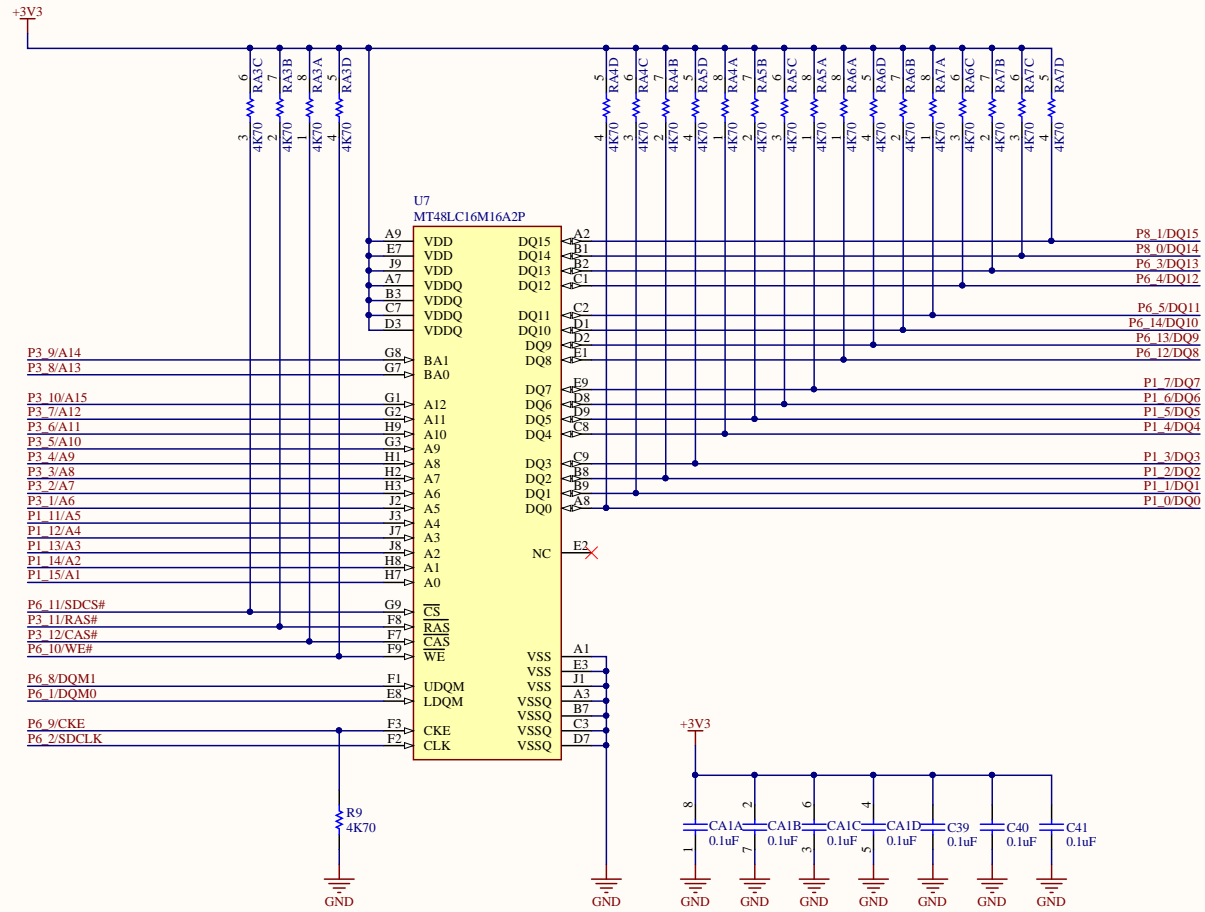 +3V3
6 RA3C 3 4K70
7 RA3B 2 4K70
8 RA3A 1 4K70
5 RA3D 4 4K70
5 RA4D 4 4K70
6 RA4C 3 4K70
7 RA4B 2 4K70
5 RA5D 4 4K70
8 RA4A 1 4K70
7 RA5B 2 4K70
6 RA5C 3 4K70
8 RA5A 1 4K70
8 RA6A 1 4K70
5 RA6D 4 4K70
7 RA6B 2 4K70
8 RA7A 1 4K70
6 RA6C 3 4K70
7 RA7B 2 4K70
6 RA7C 3 4K70
5 RA7D 4 4K70
U7
MT48LC16M16A2P
A9 VDD DQ15 A2 P8_1/DQ15
E7 VDD DQ14 B1 P8_0/DQ14
J9 VDD DQ13 B2 P6_3/DQ13
A7 VDDQ DQ12 C1 P6_4/DQ12
B3 VDDQ
C7 VDDQ DQ11 C2 P6_5/DQ11
D3 VDDQ DQ10 D1 P6_14/DQ10
DQ9 D2 P6_13/DQ9
P3_9/A14 G8 BA1 DQ8 E1 P6_12/DQ8
P3_8/A13 G7 BA0
DQ7 E9 P1_7/DQ7
P3_10/A15 G1 A12 DQ6 D8 P1_6/DQ6
P3_7/A12 G2 A11 DQ5 D9 P1_5/DQ5
P3_6/A11 H9 A10 DQ4 C8 P1_4/DQ4
P3_5/A10 G3 A9
P3_4/A9 H1 A8 DQ3 C9 P1_3/DQ3
P3_3/A8 H2 A7 DQ2 B8 P1_2/DQ2
P3_2/A7 H3 A6 DQ1 B9 P1_1/DQ1
P3_1/A6 J2 A5 DQ0 A8 P1_0/DQ0
P1_11/A5 J3 A4
P1_12/A4 J7 A3
P1_13/A3 J8 A2 NC E2
P1_14/A2 H8 A1
P1_15/A1 H7 A0
P6_11/SDCS# G9 CS
P3_11/RAS# F8 RAS
P3_12/CAS# F7 CAS
P6_10/WE# F9 WE VSS A1
VSS E3
P6_8/DQM1 F1 UDQM VSS J1
P6_1/DQM0 E8 LDQM VSSQ A3
VSSQ B7
P6_9/CKE F3 CKE VSSQ C3
P6_2/SDCLK F2 CLK VSSQ D7
+3V3
R9
4K70
8 CA1A 0.1uF 1
2 CA1B 0.1uF 7
6 CA1C 0.1uF 3
4 CA1D 0.1uF 5
C39 0.1uF
C40 0.1uF
C41 0.1uF
GND GND GND GND GND GND GND GND GND